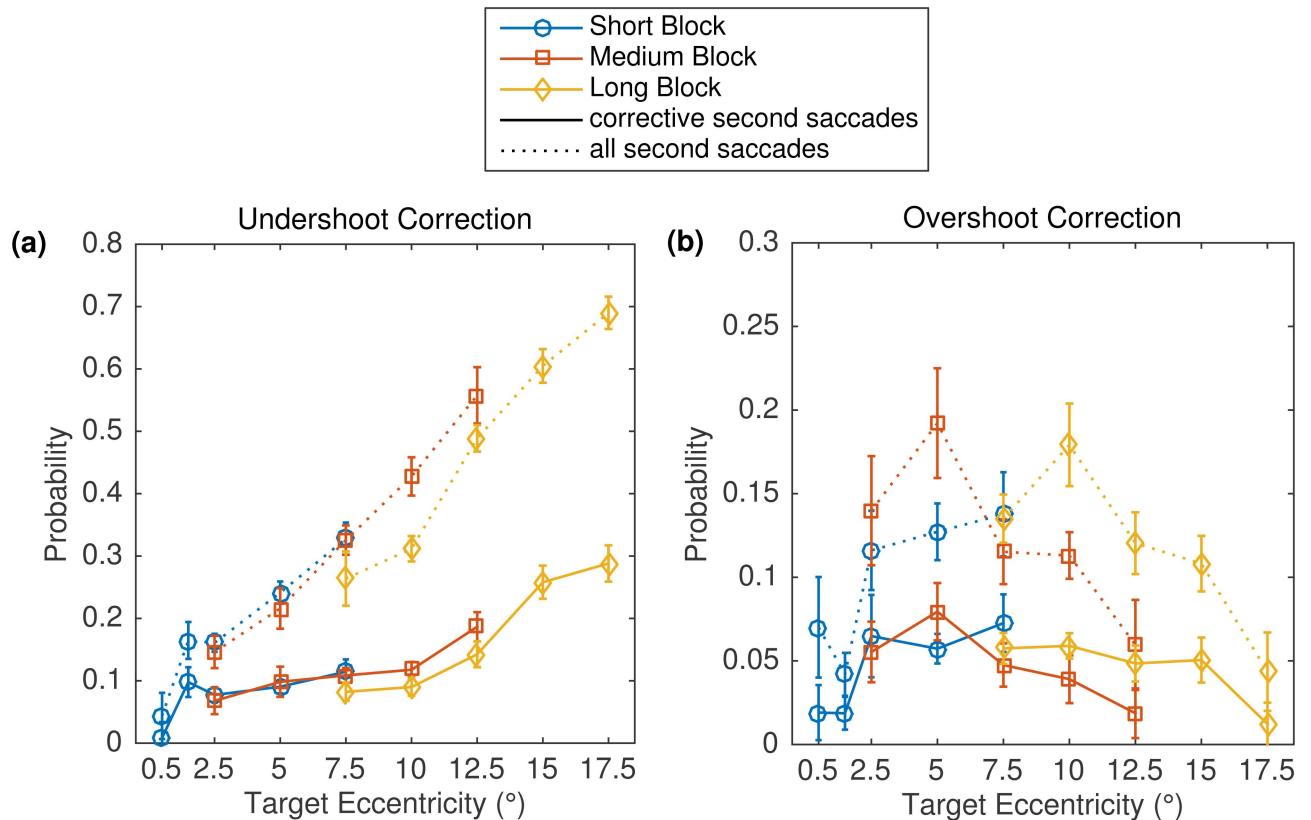 Short Block
Medium Block
Long Block
corrective second saccades
all second saccades
(a)
Undershoot Correction
0.8
0.7
0.6
0.5
0.4
0.3
0.2
0.1
0
Probability
0.5 2.5 5 7.5 10 12.5 15 17.5
Target Eccentricity (°)
(b)
Overshoot Correction
0.3
0.25
0.2
0.15
0.1
0.05
0
Probability
0.5 2.5 5 7.5 10 12.5 15 17.5
Target Eccentricity (°)